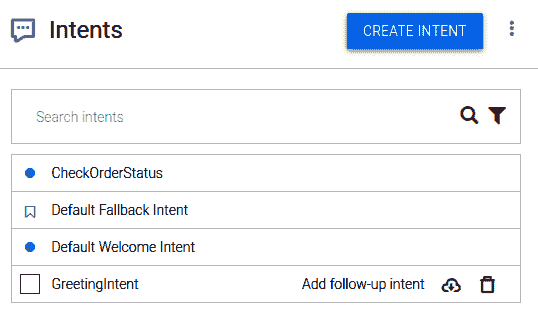 Intents
CREATE INTENT
Search intents
CheckOrderStatus
Default Fallback Intent
Default Welcome Intent
GreetingIntent Add follow-up intent